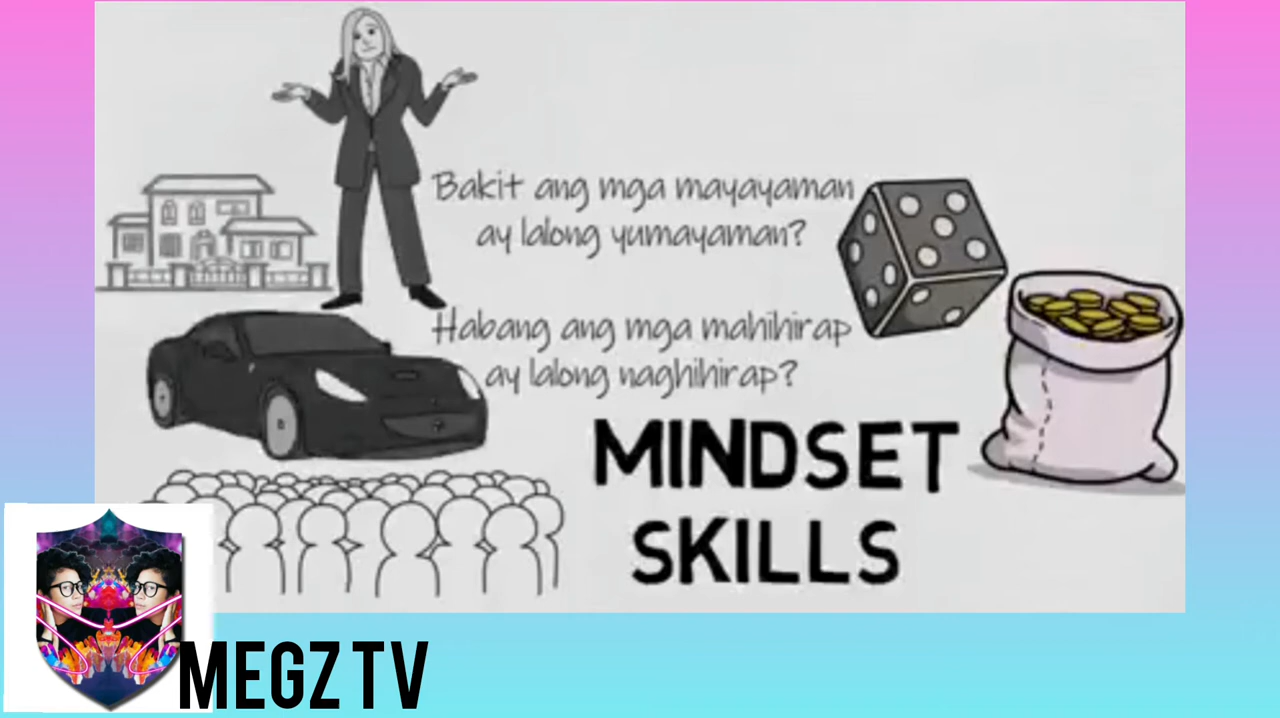 Bakit ang mga mayayaman
ay lalong yumayaman?
Habang ang mga mahihirap
ay lalong naghihirap?
MINDSET
SKILLS
MEGZ TV